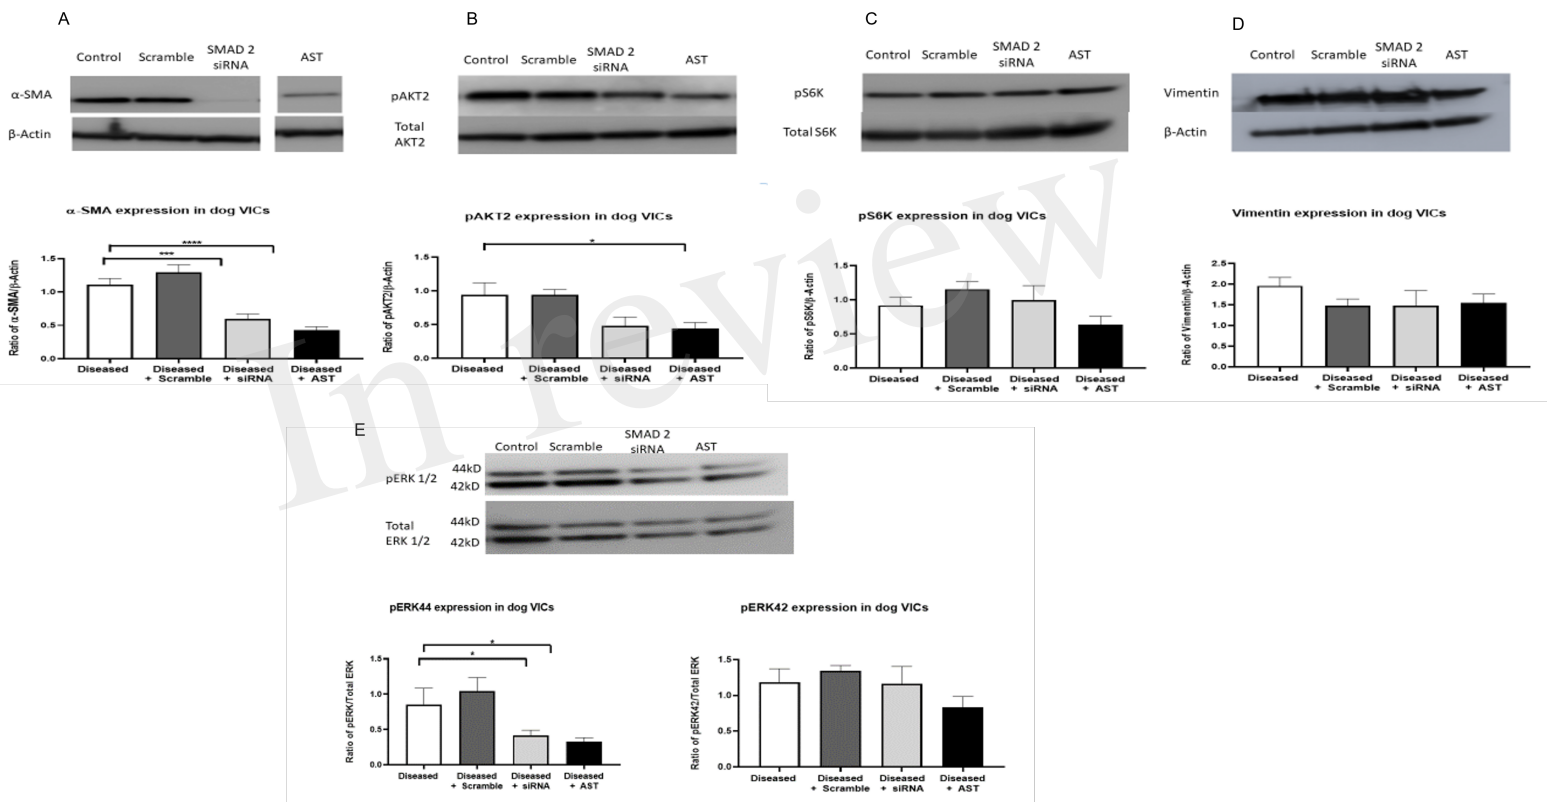 A
Control
Scramble
SMAD 2
siRNA
AST
α-SMA
β-Actin
α-SMA expression in dog VICs
****
***
Ratio of α-SMA/β-Actin
1.5
1.0
0.5
0.0
Diseased
Diseased
+ Scramble
Diseased
+ siRNA
Diseased
+ AST
B
Control
Scramble
SMAD 2
siRNA
AST
pAKT2
Total
AKT2
pAKT2 expression in dog VICs
*
Ratio of pAKT2/β-Actin
1.5
1.0
0.5
0.0
Diseased
Diseased
+ Scramble
Diseased
+ siRNA
Diseased
+ AST
C
Control
Scramble
SMAD 2
siRNA
AST
pS6K
Total S6K
pS6K expression in dog VICs
Ratio of pS6K/β-Actin
1.5
1.0
0.5
0.0
Diseased
Diseased
+ Scramble
Diseased
+ siRNA
Diseased
+ AST
D
Control
Scramble
SMAD 2
siRNA
AST
Vimentin
β-Actin
Vimentin expression in dog VICs
Ratio of Vimentin/β-Actin
2.5
2.0
1.5
1.0
0.5
0.0
Diseased
Diseased
+ Scramble
Diseased
+ siRNA
Diseased
+ AST
E
Control
Scramble
SMAD 2
siRNA
AST
pERK 1/2
44kD
42kD
Total
ERK 1/2
44kD
42kD
pERK44 expression in dog VICs
*
*
Ratio of pERK/Total ERK
1.5
1.0
0.5
0.0
Diseased
Diseased
+ Scramble
Diseased
+ siRNA
Diseased
+ AST
pERK42 expression in dog VICs
Ratio of pERK42/Total ERK
1.5
1.0
0.5
0.0
Diseased
Diseased
+ Scramble
Diseased
+ siRNA
Diseased
+ AST
In review